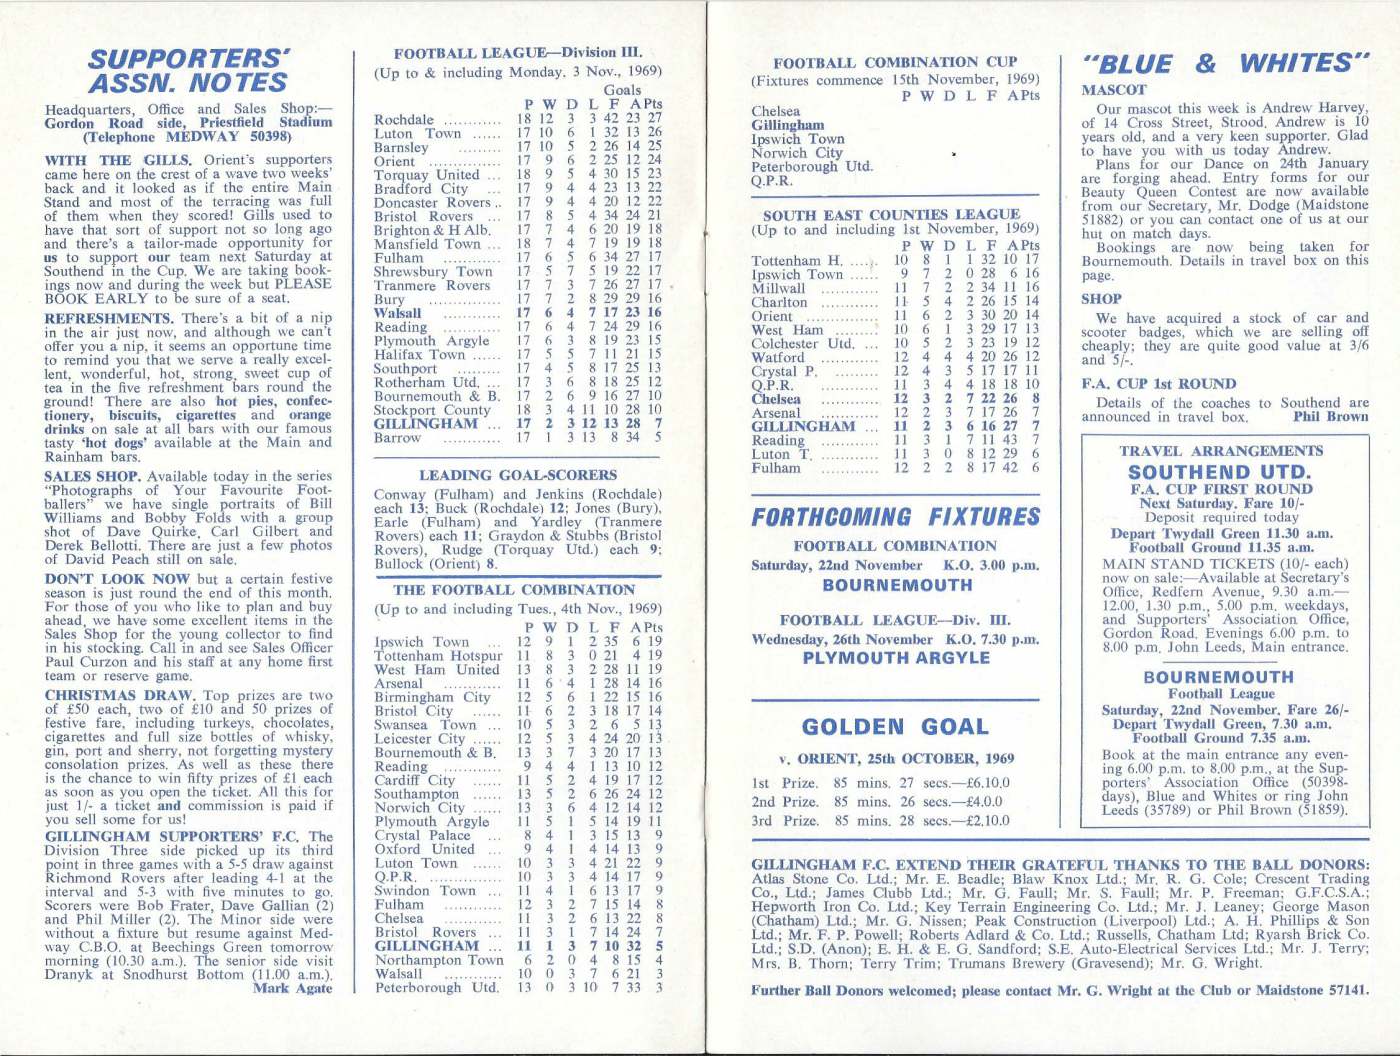 SUPPORTERS'
ASSN. NOTES
Headquarters, Office and Sales Shop:—
Gordon Road side, Priestfield Stadium
(Telephone MEDWAY 50398)
WITH THE GILLS. Orient's supporters
came here on the crest of a wave two weeks'
back and it looked as if the entire Main
Stand and most of the terracing was full
of them when they scored! Gills used to
have that sort of support not so long ago
and there's a tailor-made opportunity for
us to support our team next Saturday at
Southend in the Cup. We are taking book-
ings now and during the week but PLEASE
BOOK EARLY to be sure of a seat.
REFRESHMENTS. There's a bit of a nip
in the air just now, and although we can't
offer you a nip, it seems an opportune time
to remind you that we serve a really excel-
lent, wonderful, hot, strong, sweet cup of
tea in the five refreshment bars round the
ground! There are also hot pies, confec-
tionery, biscuits, cigarettes and orange
drinks on sale at all bars with our famous
tasty 'hot dogs' available at the Main and
Rainham bars.
SALES SHOP. Available today in the series
"Photographs of Your Favourite Foot-
ballers" we have single portraits of Bill
Williams and Bobby Folds with a group
shot of Dave Quirke, Carl Gilbert and
Derek Bellotti. There are just a few photos
of David Peach still on sale.
DON'T LOOK NOW but a certain festive
season is just round the end of this month.
For those of you who like to plan and buy
ahead, we have some excellent items in the
Sales Shop for the young collector to find
in his stocking. Call in and see Sales Officer
Paul Curzon and his staff at any home first
team or reserve game.
CHRISTMAS DRAW. Top prizes are two
of £50 each, two of £10 and 50 prizes of
festive fare, including turkeys, chocolates,
cigarettes and full size bottles of whisky,
gin, port and sherry, not forgetting mystery
consolation prizes. As well as these there
is the chance to win fifty prizes of £1 each
as soon as you open the ticket. All this for
just 1/- a ticket and commission is paid if
you sell some for us!
GILLINGHAM SUPPORTERS' F.C. The
Division Three side picked up its third
point in three games with a 5-5 draw against
Richmond Rovers after leading 4-1 at the
interval and 5-3 with five minutes to go.
Scorers were Bob Frater, Dave Gallian (2)
and Phil Miller (2). The Minor side were
without a fixture but resume against Med-
way C.B.O. at Beechings Green tomorrow
morning (10.30 a.m.). The senior side visit
Dranyk at Snodhurst Bottom (11.00 a.m.).
Mark Agate
FOOTBALL LEAGUE—Division III.
(Up to & including Monday, 3 Nov., 1969)
Goals
P W D L F A Pts
Rochdale ............ 18 12 3 3 42 23 27
Luton Town ...... 17 10 6 1 32 13 26
Barnsley ......... 17 10 5 2 26 14 25
Orient ............... 17 9 6 2 25 12 24
Torquay United ... 18 9 5 4 30 15 23
Bradford City ... 17 9 4 4 23 13 22
Doncaster Rovers .. 17 9 4 4 20 12 22
Bristol Rovers ... 17 8 5 4 34 24 21
Brighton & H Alb. 17 7 4 6 20 19 18
Mansfield Town ... 18 7 4 7 19 19 18
Fulham ............ 17 6 5 6 34 27 17
Shrewsbury Town 17 5 7 5 19 22 17
Tranmere Rovers 17 7 3 7 26 27 17
Bury ............... 17 7 2 8 29 29 16
Walsall ............ 17 6 4 7 17 23 16
Reading ............ 17 6 4 7 24 29 16
Plymouth Argyle 17 6 3 8 19 23 15
Halifax Town ...... 17 5 5 7 11 21 15
Southport ......... 17 4 5 8 17 25 13
Rotherham Utd. ... 17 3 6 8 18 25 12
Bournemouth & B. 17 2 6 9 16 27 10
Stockport County 18 3 4 11 10 28 10
GILLINGHAM ... 17 2 3 12 13 28 7
Barrow ............ 17 1 3 13 8 34 5
LEADING GOAL-SCORERS
Conway (Fulham) and Jenkins (Rochdale)
each 13; Buck (Rochdale) 12; Jones (Bury),
Earle (Fulham) and Yardley (Tranmere
Rovers) each 11; Graydon & Stubbs (Bristol
Rovers), Rudge (Torquay Utd.) each 9;
Bullock (Orient) 8.
THE FOOTBALL COMBINATION
(Up to and including Tues., 4th Nov., 1969)
P W D L F A Pts
Ipswich Town ... 12 9 1 2 35 6 19
Tottenham Hotspur 11 8 3 0 21 4 19
West Ham United 13 8 3 2 28 11 19
Arsenal ............ 11 6 4 1 28 14 16
Birmingham City 12 5 6 1 22 15 16
Bristol City ...... 11 6 2 3 18 17 14
Swansea Town ... 10 5 3 2 6 5 13
Leicester City ...... 12 5 3 4 24 20 13
Bournemouth & B. 13 3 7 3 20 17 13
Reading ............ 9 4 4 1 13 10 12
Cardiff City ...... 11 5 2 4 19 17 12
Southampton ...... 13 5 2 6 26 24 12
Norwich City ...... 13 3 6 4 12 14 12
Plymouth Argyle 11 5 1 5 14 19 11
Crystal Palace ... 8 4 1 3 15 13 9
Oxford United ... 9 4 1 4 14 13 9
Luton Town ...... 10 3 3 4 21 22 9
Q.P.R. ............ 10 3 3 4 14 17 9
Swindon Town ... 11 4 1 6 13 17 9
Fulham ............ 12 3 2 7 15 14 8
Chelsea ............ 11 3 2 6 13 22 8
Bristol Rovers ... 11 3 1 7 14 24 7
GILLINGHAM ... 11 1 3 7 10 32 5
Northampton Town 6 2 0 4 8 15 4
Walsall ............ 10 0 3 7 6 21 3
Peterborough Utd. 13 0 3 10 7 33 3
FOOTBALL COMBINATION CUP
(Fixtures commence 15th November, 1969)
P W D L F A Pts
Chelsea
Gillingham
Ipswich Town
Norwich City
Peterborough Utd.
Q.P.R.
SOUTH EAST COUNTIES LEAGUE
(Up to and including 1st November, 1969)
P W D L F A Pts
Tottenham H. ...... 10 8 1 1 32 10 17
Ipswich Town ...... 9 7 2 0 28 6 16
Millwall ............ 11 7 2 2 34 11 16
Charlton ............ 11 5 4 2 26 15 14
Orient ............... 11 6 2 3 30 20 14
West Ham ......... 10 6 1 3 29 17 13
Colchester Utd. ... 10 5 2 3 23 19 12
Watford ............ 12 4 4 4 20 26 12
Crystal P. ......... 12 4 3 5 17 17 11
Q.P.R. ............ 11 3 4 4 18 18 10
Chelsea ............ 12 3 2 7 22 26 8
Arsenal ............ 12 2 3 7 17 26 7
GILLINGHAM ... 11 2 3 6 16 27 7
Reading ............ 11 3 1 7 11 43 7
Luton T. ............ 11 3 0 8 12 29 6
Fulham ............ 12 2 2 8 17 42 6
FORTHCOMING FIXTURES
FOOTBALL COMBINATION
Saturday, 22nd November K.O. 3.00 p.m.
BOURNEMOUTH
FOOTBALL LEAGUE—Div. III.
Wednesday, 26th November K.O. 7.30 p.m.
PLYMOUTH ARGYLE
GOLDEN GOAL
v. ORIENT, 25th OCTOBER, 1969
1st Prize. 85 mins. 27 secs.—£6.10.0
2nd Prize. 85 mins. 26 secs.—£4.0.0
3rd Prize. 85 mins. 28 secs.—£2.10.0
"BLUE & WHITES"
MASCOT
Our mascot this week is Andrew Harvey,
of 14 Cross Street, Strood. Andrew is 10
years old, and a very keen supporter. Glad
to have you with us today Andrew.
Plans for our Dance on 24th January
are forging ahead. Entry forms for our
Beauty Queen Contest are now available
from our Secretary, Mr. Dodge (Maidstone
51882) or you can contact one of us at our
hut on match days.
Bookings are now being taken for
Bournemouth. Details in travel box on this
page.
SHOP
We have acquired a stock of car and
scooter badges, which we are selling off
cheaply; they are quite good value at 3/6
and 5/-.
F.A. CUP 1st ROUND
Details of the coaches to Southend are
announced in travel box. Phil Brown
TRAVEL ARRANGEMENTS
SOUTHEND UTD.
F.A. CUP FIRST ROUND
Next Saturday. Fare 10/-
Deposit required today
Depart Twydall Green 11.30 a.m.
Football Ground 11.35 a.m.
MAIN STAND TICKETS (10/- each)
now on sale:—Available at Secretary's
Office, Redfern Avenue, 9.30 a.m.—
12.00, 1.30 p.m., 5.00 p.m. weekdays,
and Supporters' Association Office,
Gordon Road. Evenings 6.00 p.m. to
8.00 p.m. John Leeds, Main entrance.
BOURNEMOUTH
Football League
Saturday, 22nd November. Fare 26/-
Depart Twydall Green, 7.30 a.m.
Football Ground 7.35 a.m.
Book at the main entrance any even-
ing 6.00 p.m. to 8.00 p.m., at the Sup-
porters' Association Office (50398-
days), Blue and Whites or ring John
Leeds (35789) or Phil Brown (51859).
GILLINGHAM F.C. EXTEND THEIR GRATEFUL THANKS TO THE BALL DONORS:
Atlas Stone Co. Ltd.; Mr. E. Beadle; Blaw Knox Ltd.; Mr. R. G. Cole; Crescent Trading
Co., Ltd.; James Clubb Ltd.; Mr. G. Faull; Mr. S. Faull; Mr. P. Freeman; G.F.C.S.A.;
Hepworth Iron Co. Ltd.; Key Terrain Engineering Co. Ltd.; Mr. J. Leaney; George Mason
(Chatham) Ltd.; Mr. G. Nissen; Peak Construction (Liverpool) Ltd.; A. H. Phillips & Son
Ltd.; Mr. F. P. Powell; Roberts Adlard & Co. Ltd.; Russells, Chatham Ltd; Ryarsh Brick Co.
Ltd.; S.D. (Anon); E. H. & E. G. Sandford; S.E. Auto-Electrical Services Ltd.; Mr. J. Terry;
Mrs. B. Thorn; Terry Trim; Trumans Brewery (Gravesend); Mr. G. Wright.
Further Ball Donors welcomed; please contact Mr. G. Wright at the Club or Maidstone 57141.